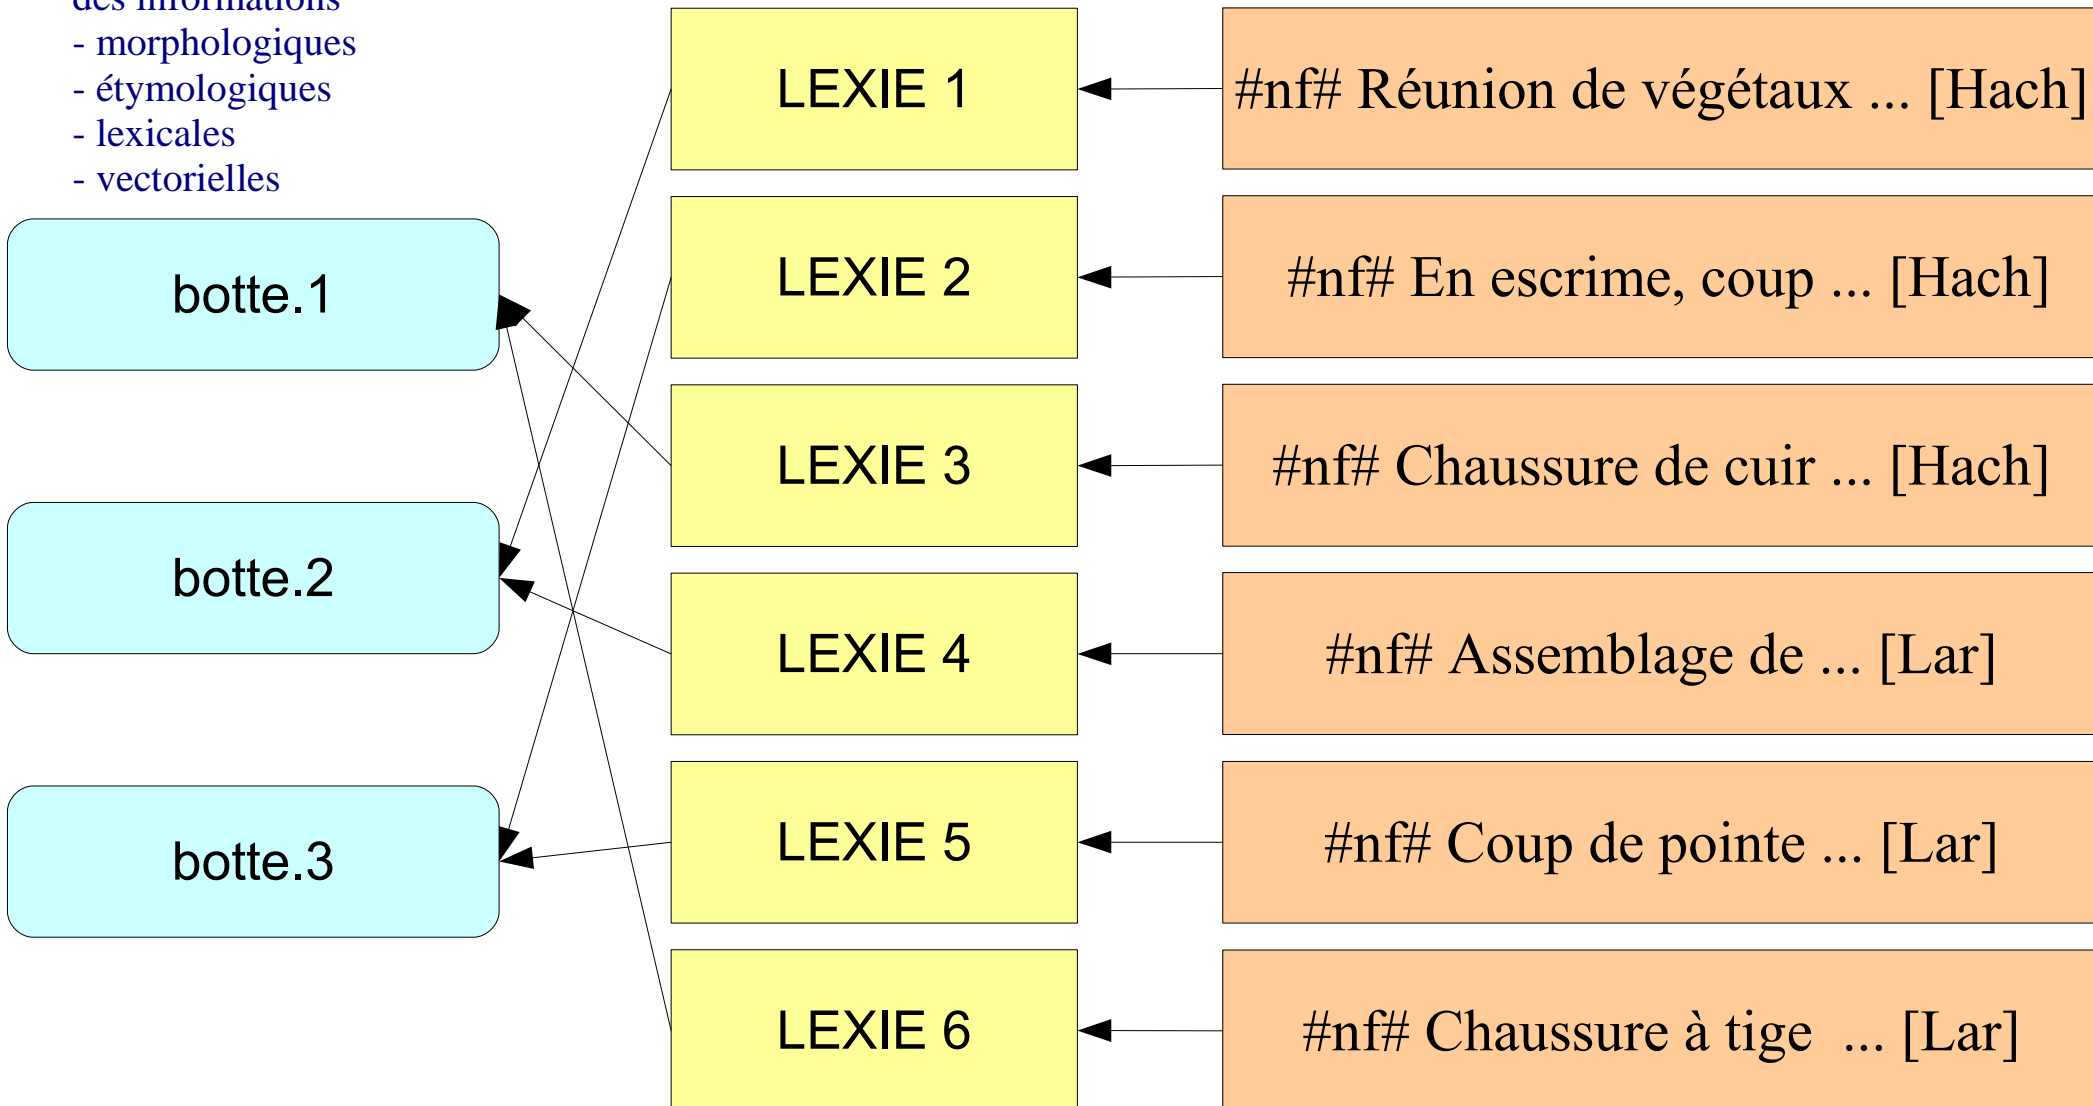 des informations
- morphologiques
- étymologiques
- lexicales
- vectorielles
botte.1
botte.2
botte.3
LEXIE 1
LEXIE 2
LEXIE 3
LEXIE 4
LEXIE 5
LEXIE 6
#nf# Réunion de végétaux ... [Hach]
#nf# En escrime, coup ... [Hach]
#nf# Chaussure de cuir ... [Hach]
#nf# Assemblage de ... [Lar]
#nf# Coup de pointe ... [Lar]
#nf# Chaussure à tige ... [Lar]